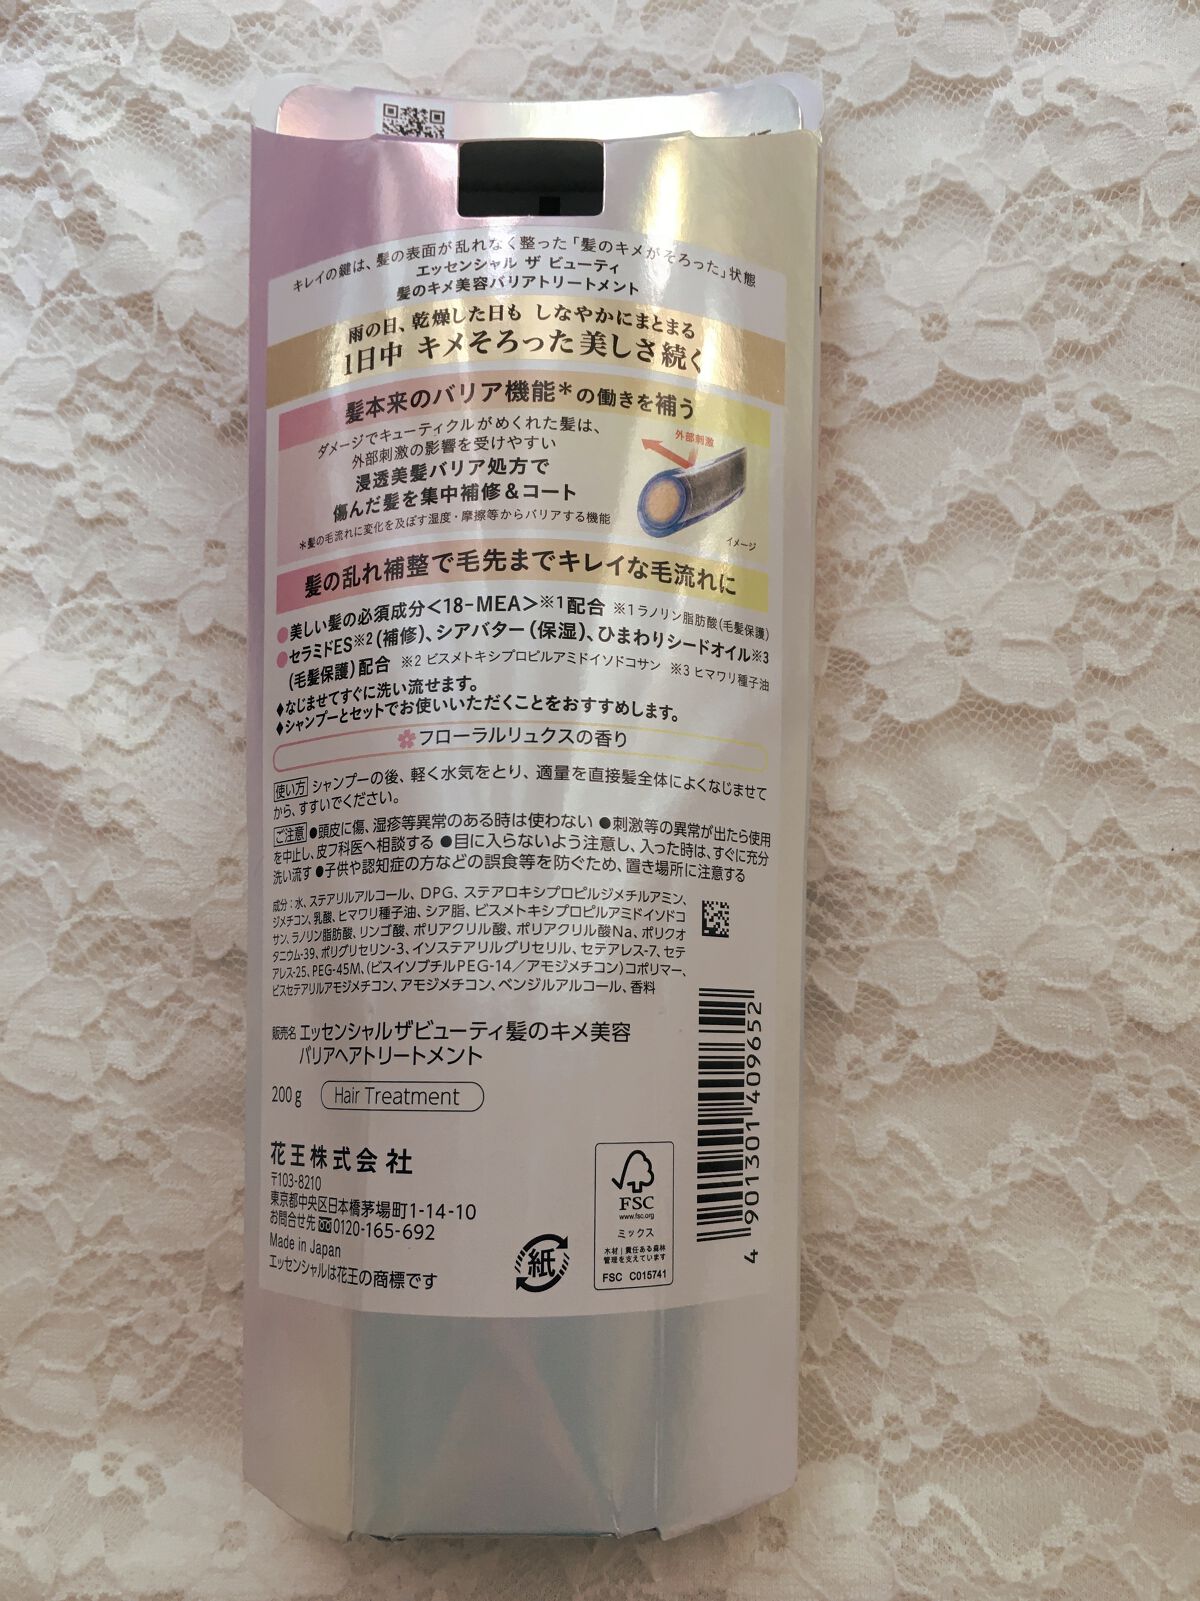 キレイの鍵は、髪の表面が乱れなく整った「髪のキメがそろった」状態
エッセンシャル ザ ビューティ
髪のキメ美容バリアトリートメント
雨の日、乾燥した日も しなやかにまとまる
1日中 キメそろった美しさ続く
髪本来のバリア機能*の働きを補う
ダメージでキューティクルがめくれた髪は、
外部刺激の影響を受けやすい
浸透美髪バリア処方で
傷んだ髪を集中補修&コート
*髪の毛流れに変化を及ぼす湿度・摩擦等からバリアする機能
外部刺激
イメージ
髪の乱れ補整で毛先までキレイな毛流れに
●美しい髪の必須成分<18-MEA>※1配合 ※1ラノリン脂肪酸(毛髪保護)
●セラミドES※2(補修)、シアバター(保湿)、ひまわりシードオイル※3
(毛髪保護)配合 ※2 ビスメトキシプロピルアミドイソドコサン ※3 ヒマワリ種子油
♦なじませてすぐに洗い流せます。
♦シャンプーとセットでお使いいただくことをおすすめします。
フローラルリュクスの香り
使い方 シャンプーの後、軽く水気をとり、適量を直接髪全体によくなじませて
から、すすいでください。
ご注意 ●頭皮に傷、湿疹等異常のある時は使わない ●刺激等の異常が出たら使用
を中止し、皮フ科医へ相談する ●目に入らないよう注意し、入った時は、すぐに充分
洗い流す ●子供や認知症の方などの誤食等を防ぐため、置き場所に注意する
成分:水、ステアリルアルコール、DPG、ステアロキシプロピルジメチルアミン、
ジメチコン、乳酸、ヒマワリ種子油、シア脂、ビスメトキシプロピルアミドイソドコ
サン、ラノリン脂肪酸、リンゴ酸、ポリアクリル酸、ポリアクリル酸Na、ポリクオ
タニウム-39、ポリグリセリン-3、イソステアリルグリセリル、セテアレス-7、セテ
アレス-25、PEG-45M、(ビスイソブチルPEG-14/アモジメチコン)コポリマー、
ビスセテアリルアモジメチコン、アモジメチコン、ベンジルアルコール、香料
販売名 エッセンシャルザビューティ髪のキメ美容
バリアヘアトリートメント
200g Hair Treatment
花王株式会社
〒103-8210
東京都中央区日本橋茅場町1-14-10
お問合せ先 0120-165-692
Made in Japan
エッセンシャルは花王の商標です
紙
FSC
www.fsc.org
ミックス
木材|責任ある森林
管理を支えています
FSC C015741
4 901301 409652